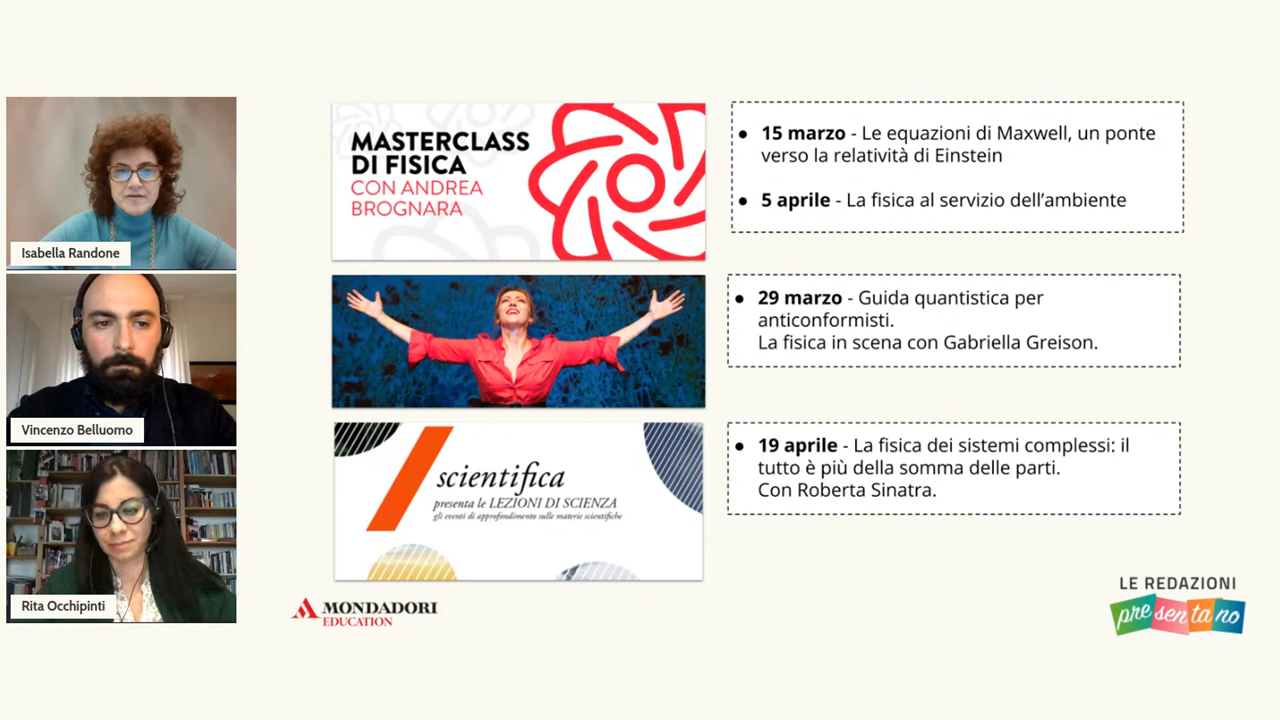 Isabella Randone
Vincenzo Belluomo
Rita Occhipinti
MASTERCLASS
DI FISICA
CON ANDREA
BROGNARA
• 15 marzo - Le equazioni di Maxwell, un ponte
verso la relatività di Einstein
• 5 aprile - La fisica al servizio dell’ambiente
• 29 marzo - Guida quantistica per
anticonformisti.
La fisica in scena con Gabriella Greison.
scientifica
presenta le LEZIONI DI SCIENZA
gli eventi di approfondimento sulle materie scientifiche
• 19 aprile - La fisica dei sistemi complessi: il
tutto è più della somma delle parti.
Con Roberta Sinatra.
MONDADORI
EDUCATION
LE REDAZIONI
presentano